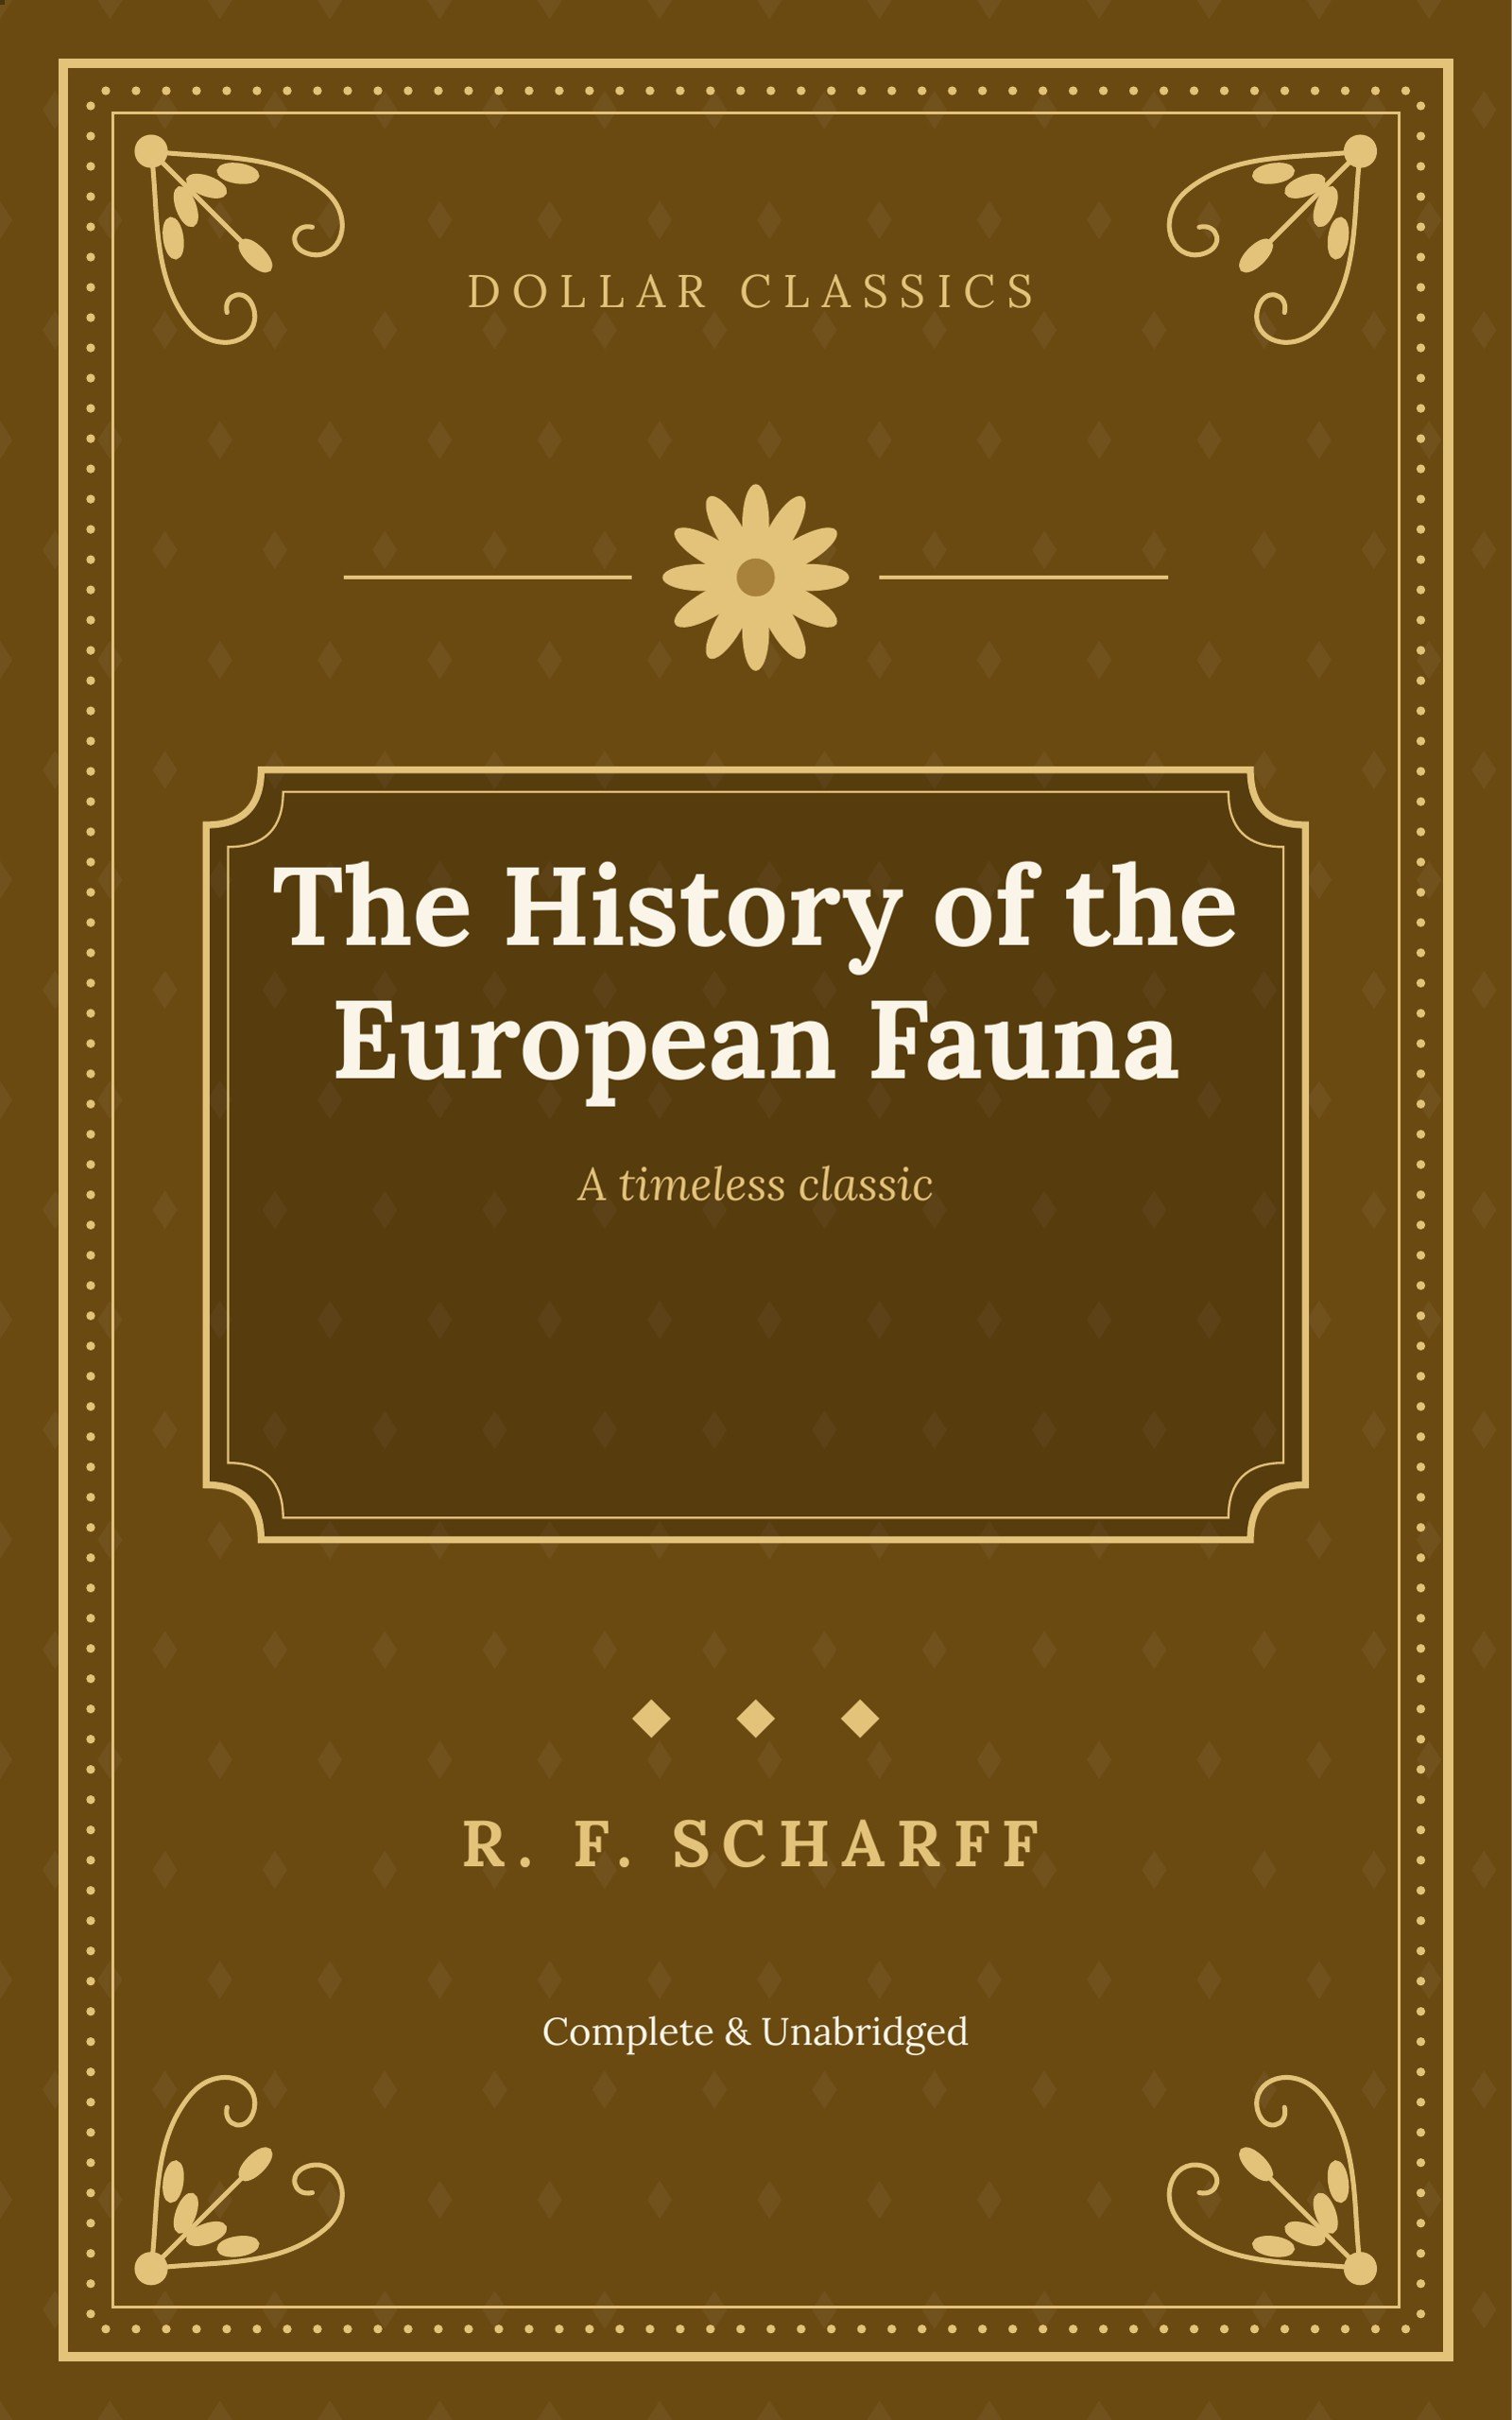 DOLLAR CLASSICS
The History of the
European Fauna
A timeless classic
R. F. SCHARFF
Complete & Unabridged